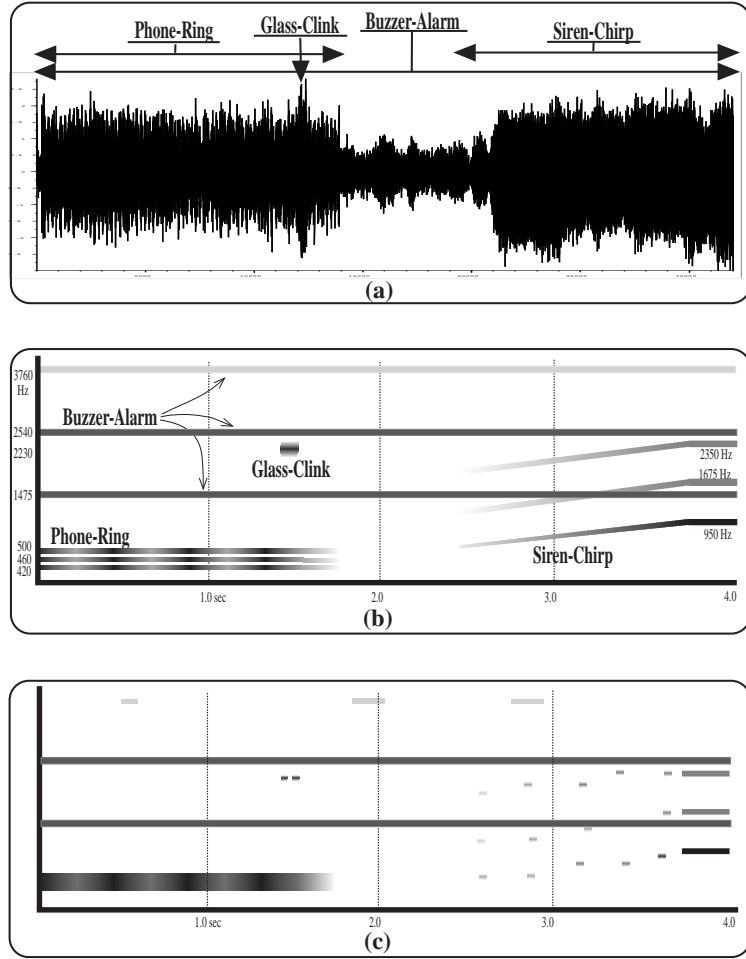 Phone-Ring
Glass-Clink
Buzzer-Alarm
Siren-Chirp
(a)
3760
Hz
2540
2230
1475
500
460
420
Buzzer-Alarm
Glass-Clink
Phone-Ring
Siren-Chirp
2350 Hz
1675 Hz
950 Hz
1.0 sec
2.0
3.0
4.0
(b)
1.0 sec
2.0
3.0
4.0
(c)